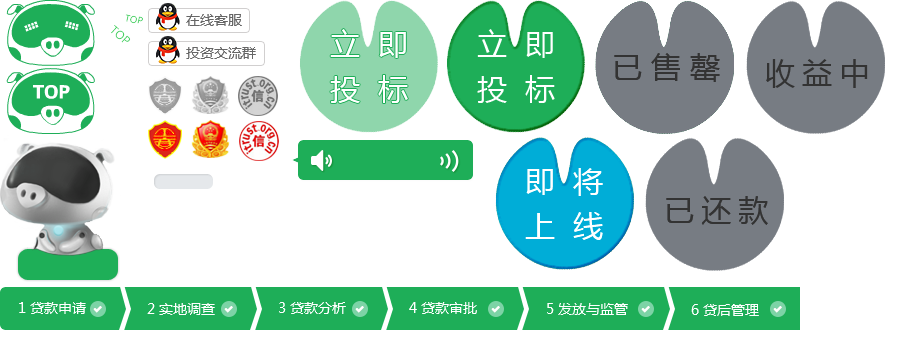 TOP
TOP
TOP
在线客服
投资交流群
itrust.org.cn
信
itrust.org.cn
信
立即
投标
立即
投标
已售罄
收益中
即将
上线
已还款
1 贷款申请
2 实地调查
3 贷款分析
4 贷款审批
5 发放与监管
6 贷后管理